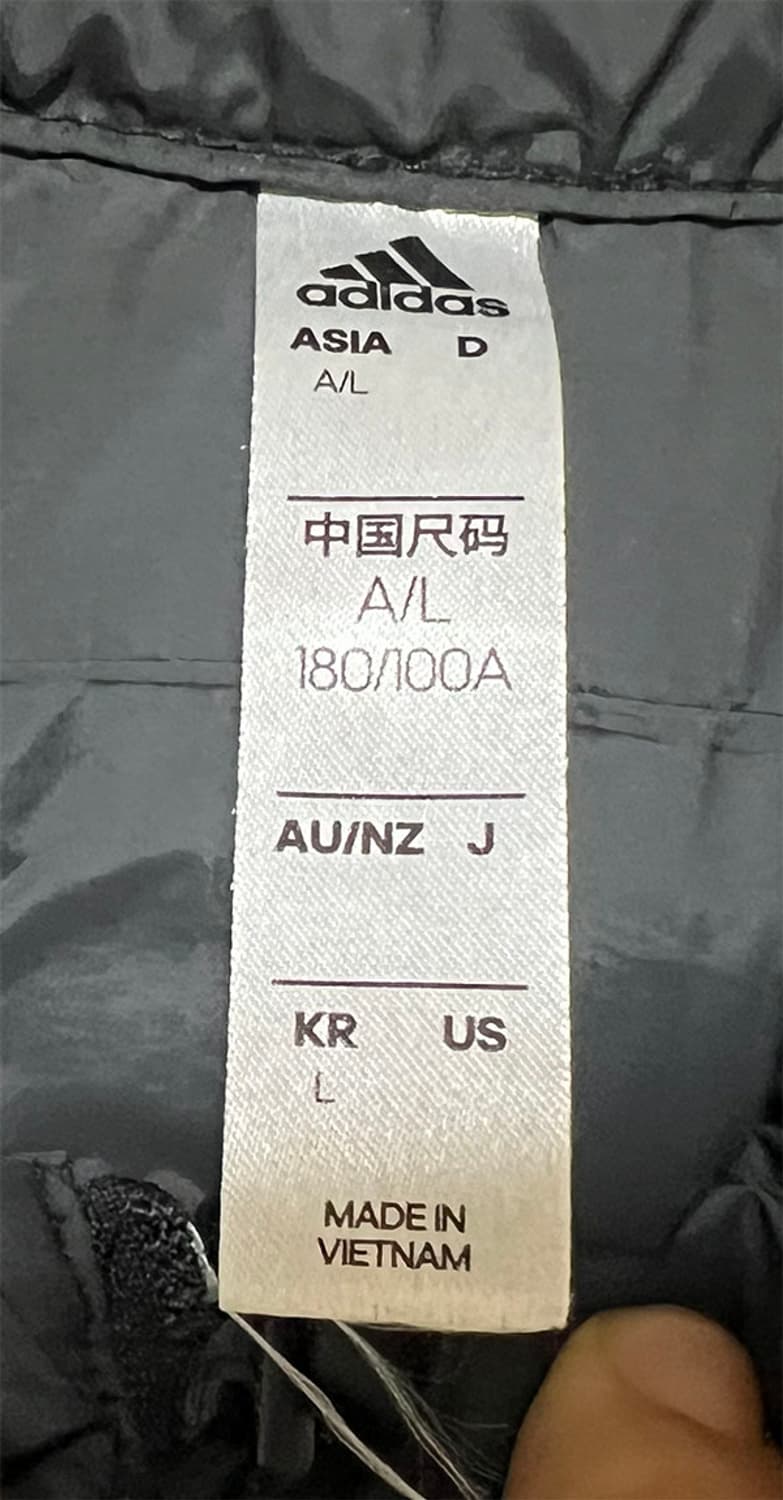 adidas
ASIA D
A/L
中国尺码
A/L
180/100A
AU/NZ J
KR US
L
MADE IN
VIETNAM